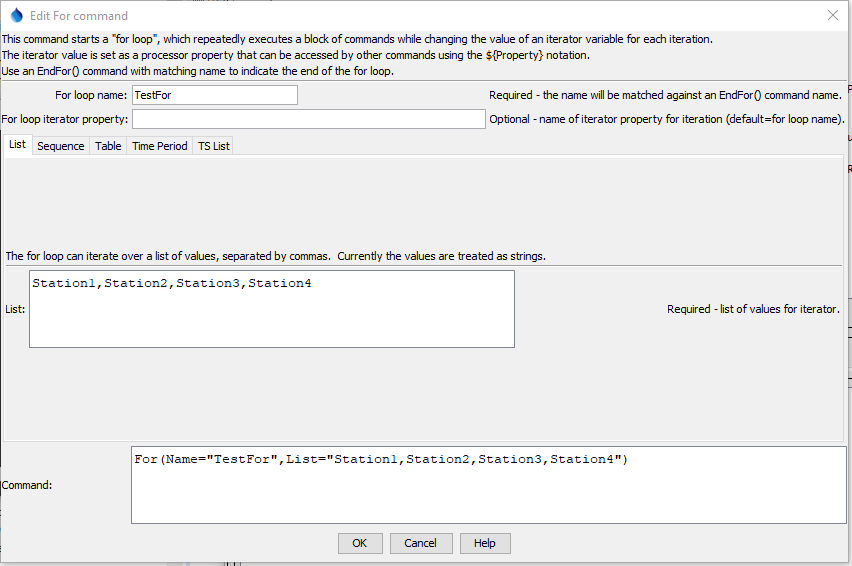 Edit For command
This command starts a "for loop", which repeatedly executes a block of commands while changing the value of an iterator variable for each iteration.
The iterator value is set as a processor property that can be accessed by other commands using the ${Property} notation.
Use an EndFor() command with matching name to indicate the end of the for loop.
For loop name: TestFor Required - the name will be matched against an EndFor() command name.
For loop iterator property: Optional - name of iterator property for iteration (default=for loop name).
List Sequence Table Time Period TS List
The for loop can iterate over a list of values, separated by commas. Currently the values are treated as strings.
Station1,Station2,Station3,Station4
List: Required - list of values for iterator.
For(Name="TestFor",List="Station1,Station2,Station3,Station4")
Command:
OK Cancel Help